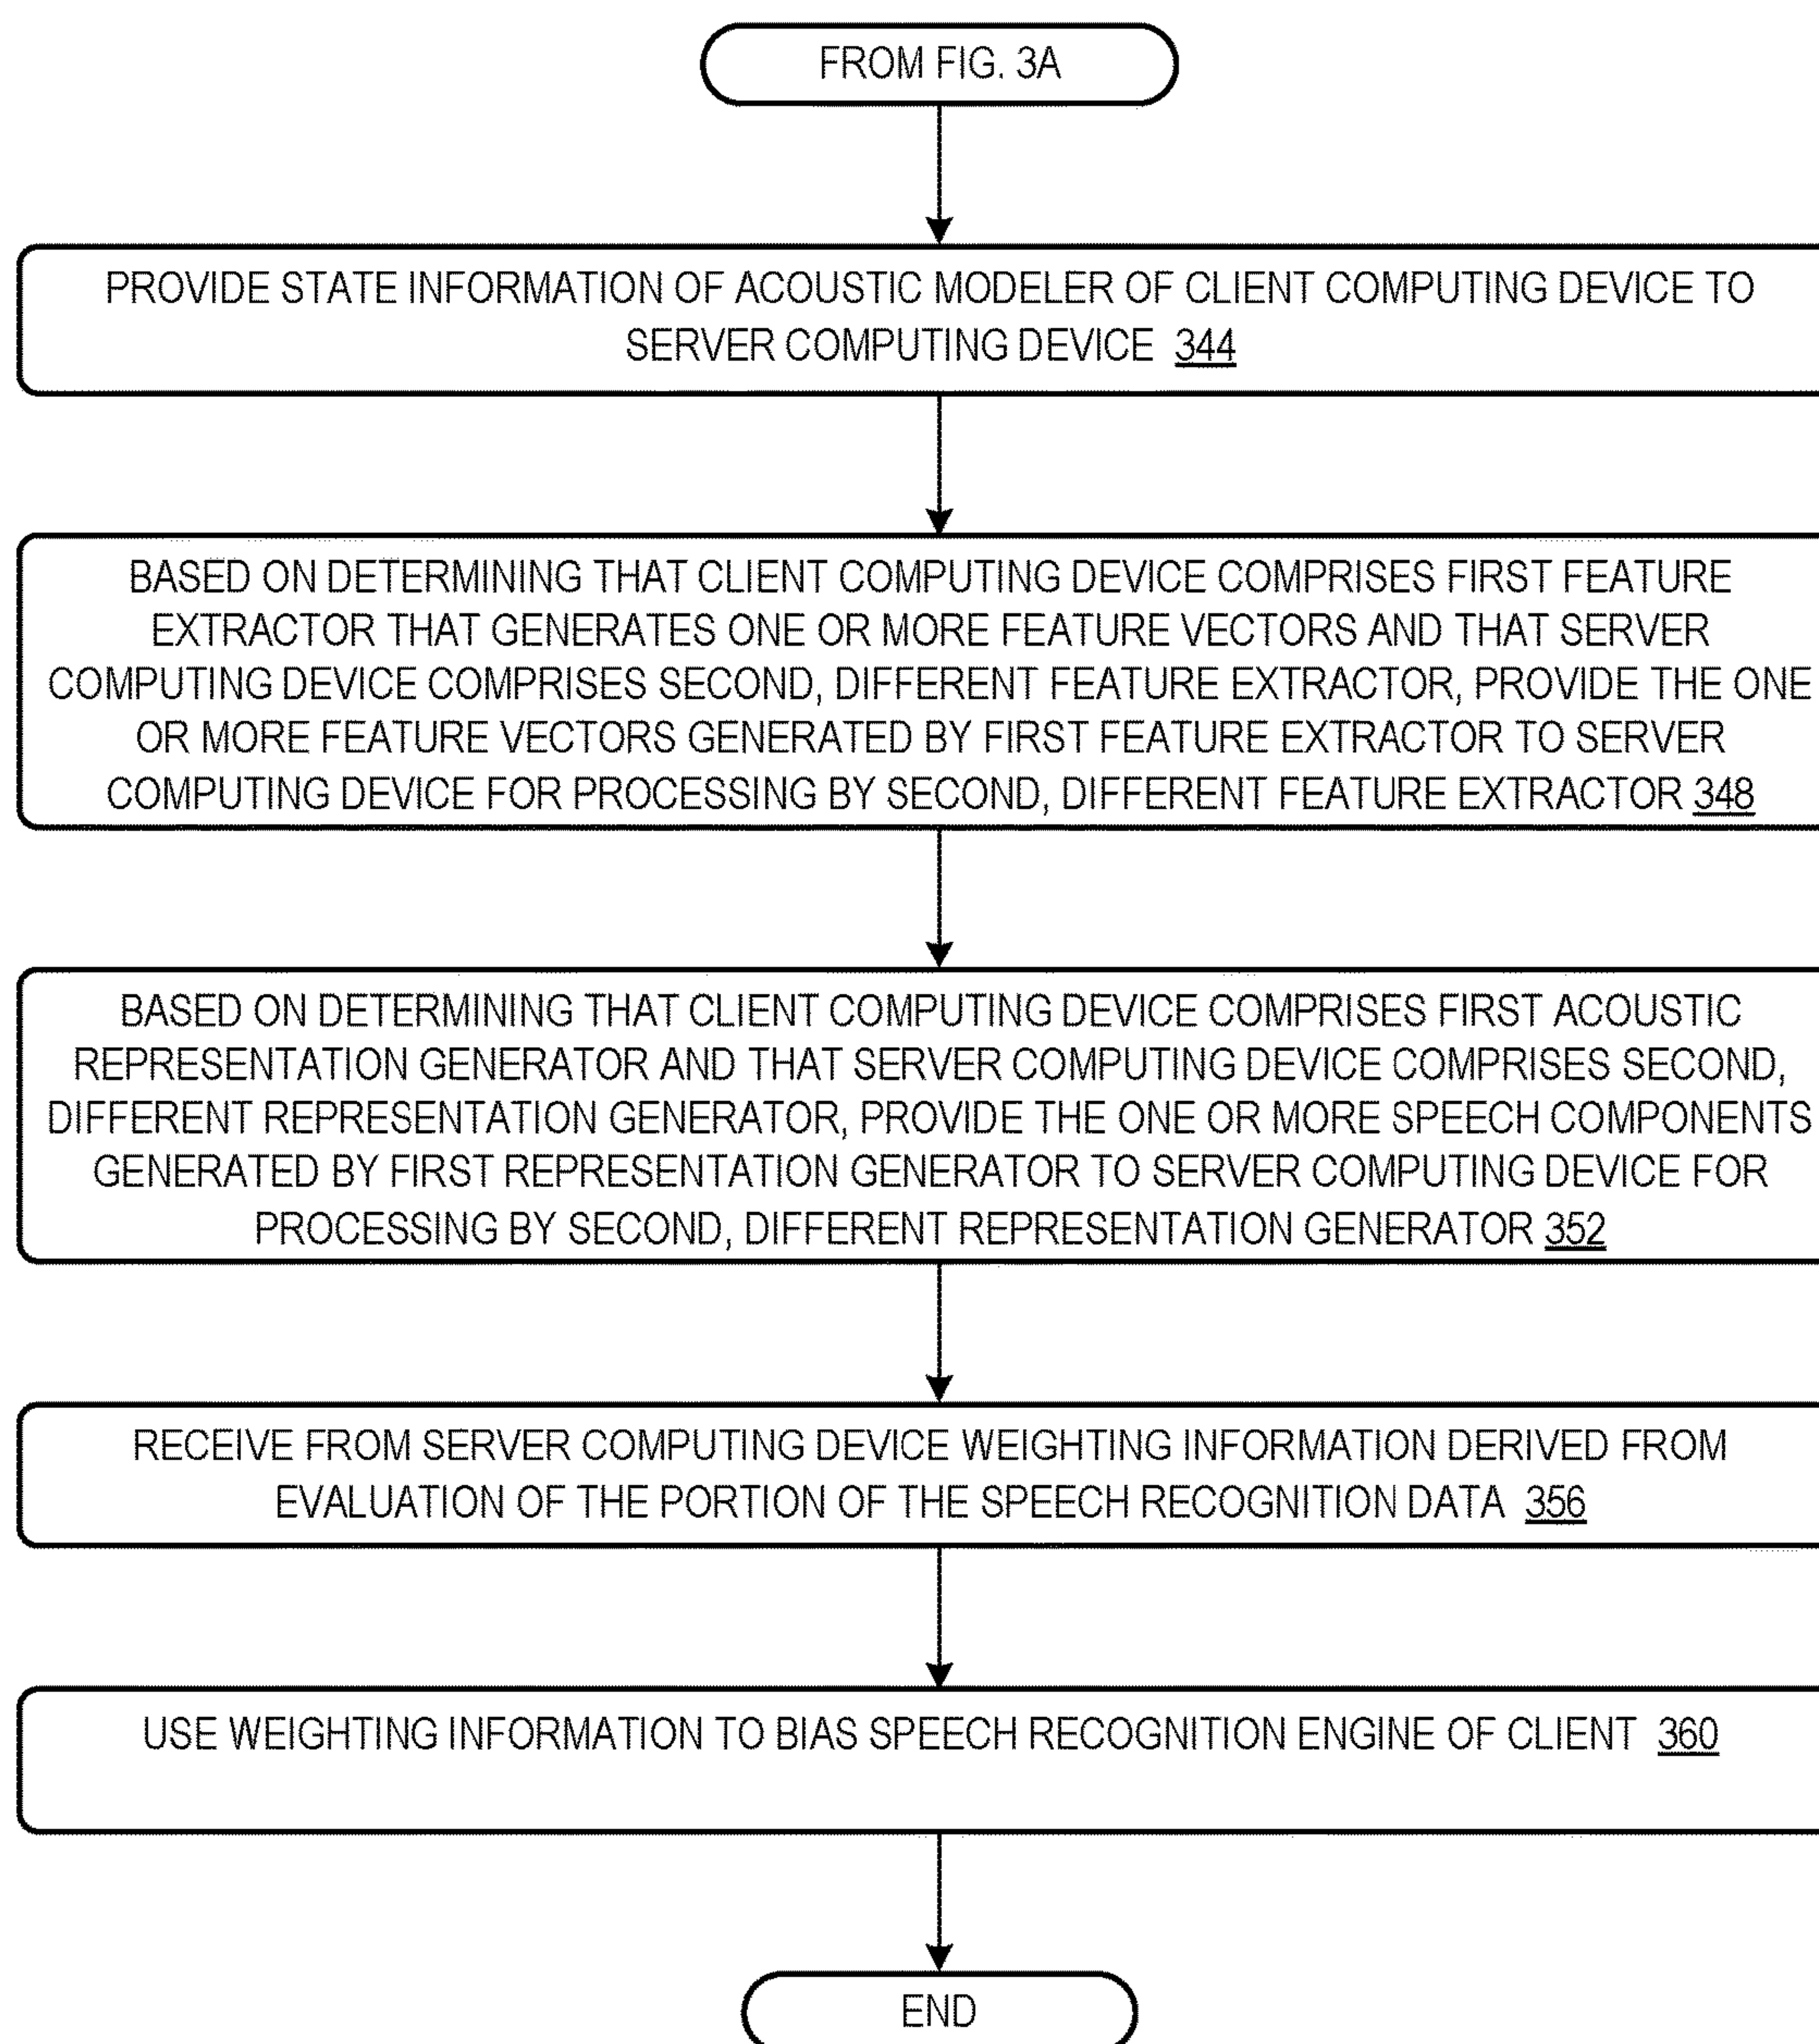 FROM FIG. 3A
PROVIDE STATE INFORMATION OF ACOUSTIC MODELER OF CLIENT COMPUTING DEVICE TO
SERVER COMPUTING DEVICE 344
BASED ON DETERMINING THAT CLIENT COMPUTING DEVICE COMPRISES FIRST FEATURE
EXTRACTOR THAT GENERATES ONE OR MORE FEATURE VECTORS AND THAT SERVER
COMPUTING DEVICE COMPRISES SECOND, DIFFERENT FEATURE EXTRACTOR, PROVIDE THE ONE
OR MORE FEATURE VECTORS GENERATED BY FIRST FEATURE EXTRACTOR TO SERVER
COMPUTING DEVICE FOR PROCESSING BY SECOND, DIFFERENT FEATURE EXTRACTOR 348
BASED ON DETERMINING THAT CLIENT COMPUTING DEVICE COMPRISES FIRST ACOUSTIC
REPRESENTATION GENERATOR AND THAT SERVER COMPUTING DEVICE COMPRISES SECOND,
DIFFERENT REPRESENTATION GENERATOR, PROVIDE THE ONE OR MORE SPEECH COMPONENTS
GENERATED BY FIRST REPRESENTATION GENERATOR TO SERVER COMPUTING DEVICE FOR
PROCESSING BY SECOND, DIFFERENT REPRESENTATION GENERATOR 352
RECEIVE FROM SERVER COMPUTING DEVICE WEIGHTING INFORMATION DERIVED FROM
EVALUATION OF THE PORTION OF THE SPEECH RECOGNITION DATA 356
USE WEIGHTING INFORMATION TO BIAS SPEECH RECOGNITION ENGINE OF CLIENT 360
END